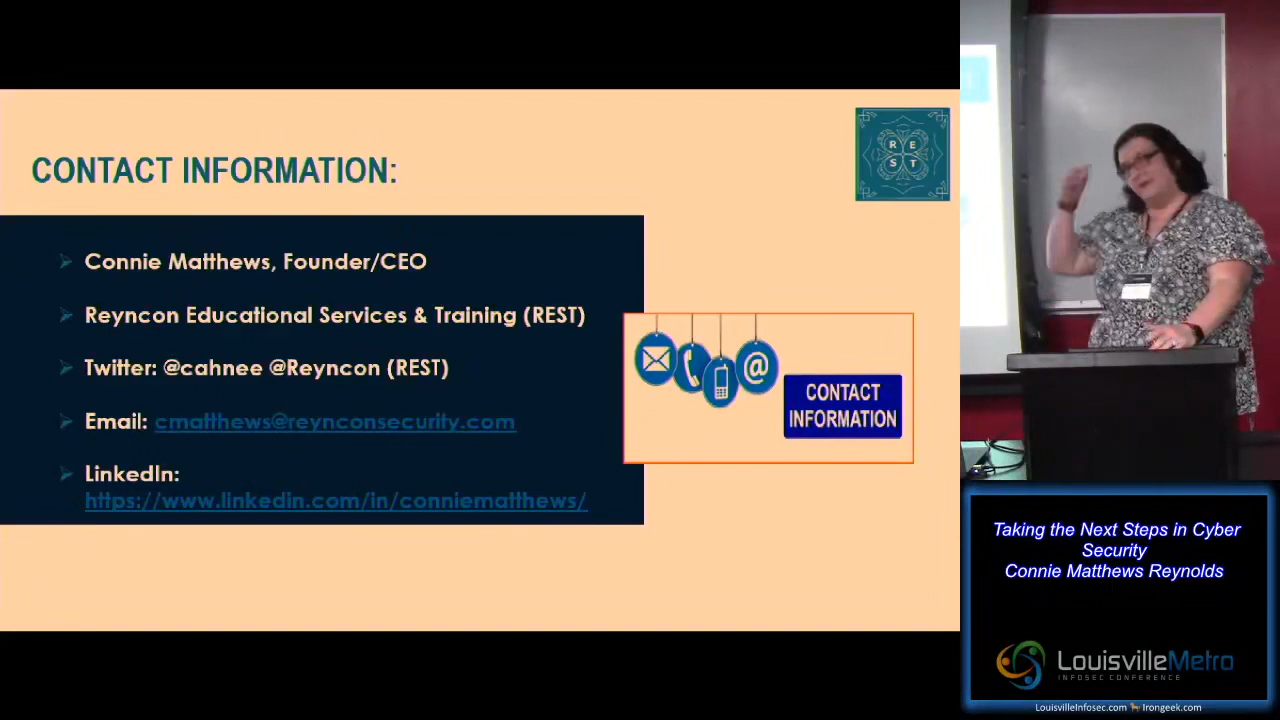 CONTACT INFORMATION:
R E
S T
Connie Matthews, Founder/CEO
Reyncon Educational Services & Training (REST)
Twitter: @cahnee @Reyncon (REST)
Email: cmatthews@reynconsecurity.com
LinkedIn:
https://www.linkedin.com/in/conniematthews/
@
CONTACT
INFORMATION
Taking the Next Steps in Cyber
Security
Connie Matthews Reynolds
LouisvilleMetro
INFOSEC CONFERENCE
LouisvilleInfosec.com Irongeek.com